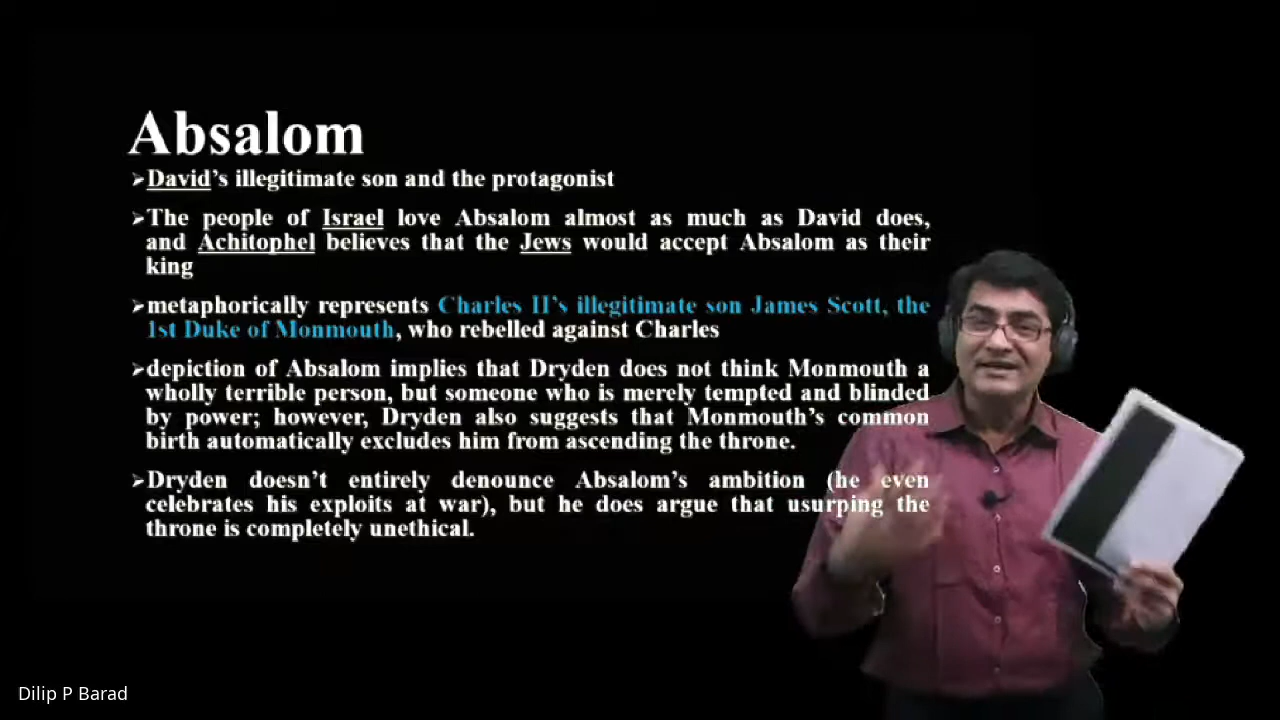 Absalom
➢David’s illegitimate son and the protagonist
➢The people of Israel love Absalom almost as much as David does,
and Achitophel believes that the Jews would accept Absalom as their
king
➢metaphorically represents Charles II’s illegitimate son James Scott, the
1st Duke of Monmouth, who rebelled against Charles
➢depiction of Absalom implies that Dryden does not think Monmouth a
wholly terrible person, but someone who is merely tempted and blinded
by power; however, Dryden also suggests that Monmouth’s common
birth automatically excludes him from ascending the throne.
➢Dryden doesn’t entirely denounce Absalom’s ambition (he even
celebrates his exploits at war), but he does argue that usurping the
throne is completely unethical.
Dilip P Barad